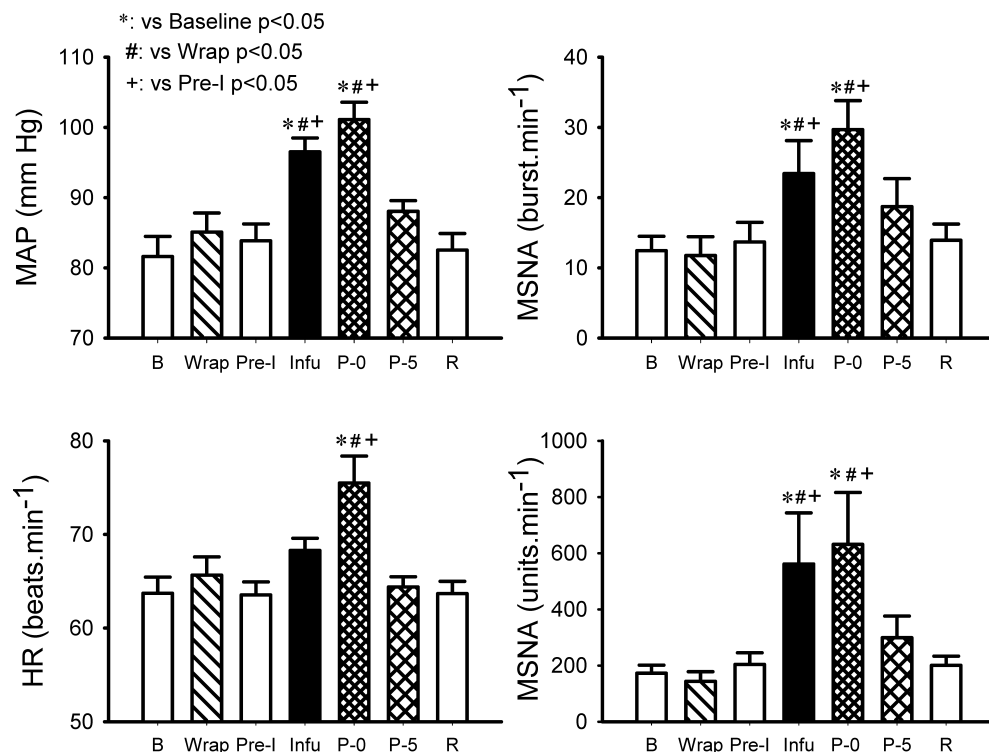 *: vs Baseline p<0.05
#: vs Wrap p<0.05
+: vs Pre-I p<0.05
MAP (mm Hg)
110
100
90
80
70
*#+
*#+
B Wrap Pre-I Infu P-0 P-5 R
MSNA (burst.min-1)
40
30
20
10
0
*#+
*#+
B Wrap Pre-I Infu P-0 P-5 R
HR (beats.min-1)
80
70
60
50
*#+
B Wrap Pre-I Infu P-0 P-5 R
MSNA (units.min-1)
1000
800
600
400
200
0
*#+
*#+
B Wrap Pre-I Infu P-0 P-5 R